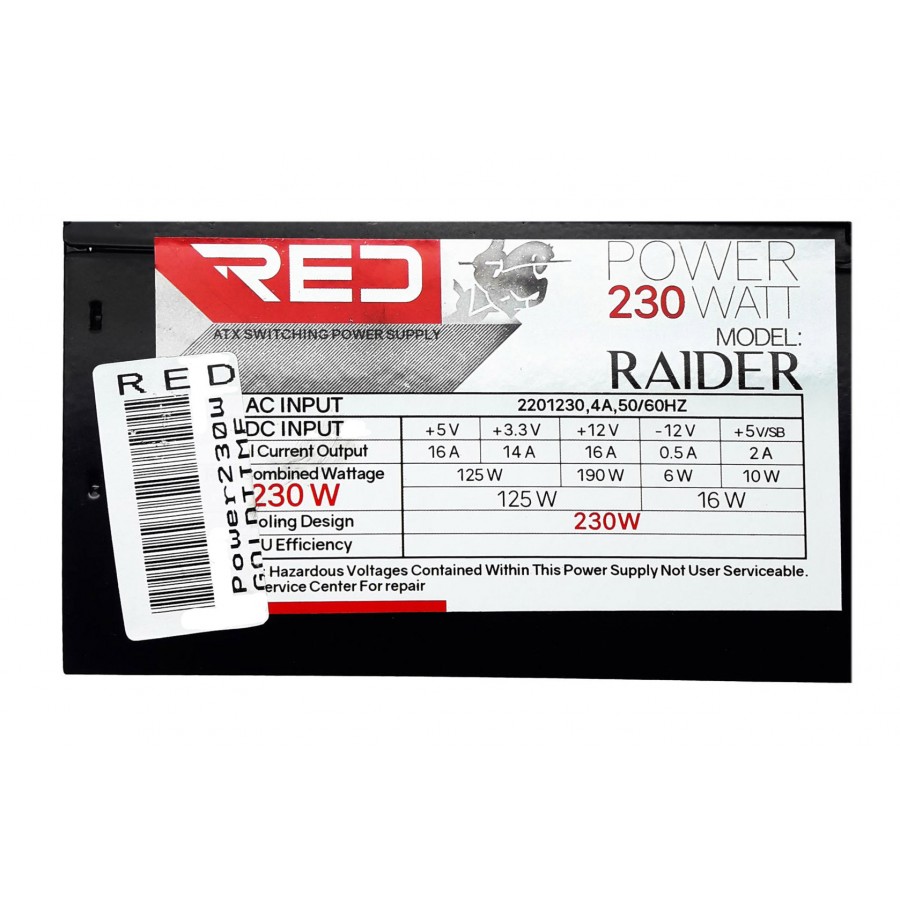 RED
ATX SWITCHING POWER SUPPLY
POWER
230 WATT
MODEL:
RAIDER
RED
Power230W
AC INPUT 2201230,4A,50/60HZ
DC INPUT +5V +3.3V +12V -12V +5V/SB
l Current Output 16 A 14 A 16 A 0.5 A 2 A
ombined Wattage 125 W 190 W 6 W 10 W
230 W 125 W 16 W
oling Design 230W
U Efficiency
: Hazardous Voltages Contained Within This Power Supply Not User Serviceable.
ervice Center For repair